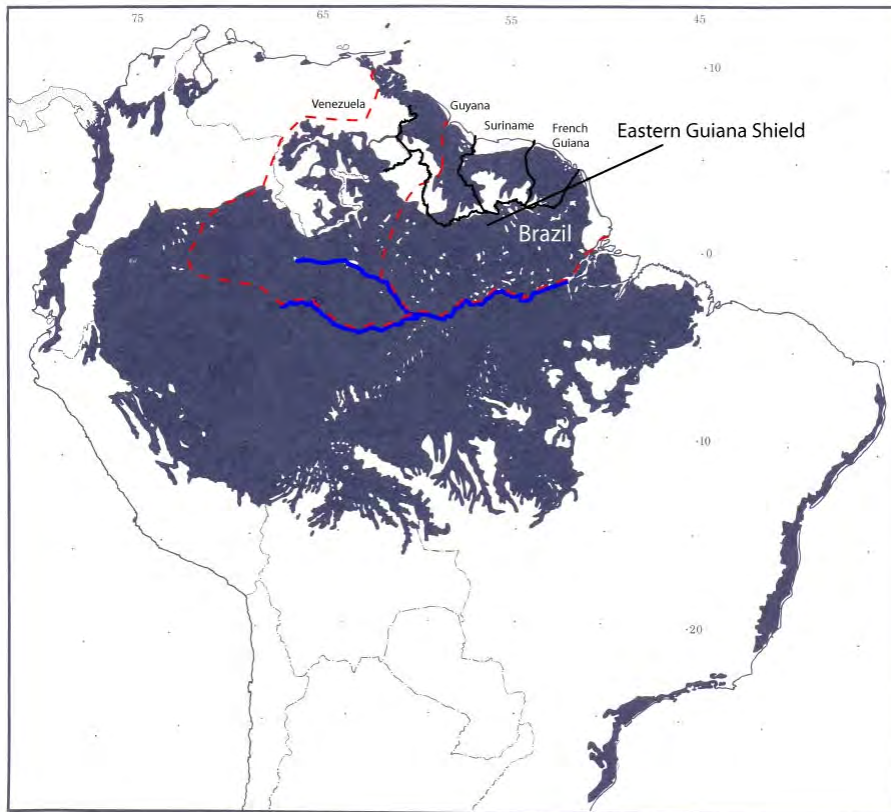 75
65
55
45
10
Venezuela
Guyana
Suriname
French
Guiana
Eastern Guiana Shield
Brazil
-0
-10
-20